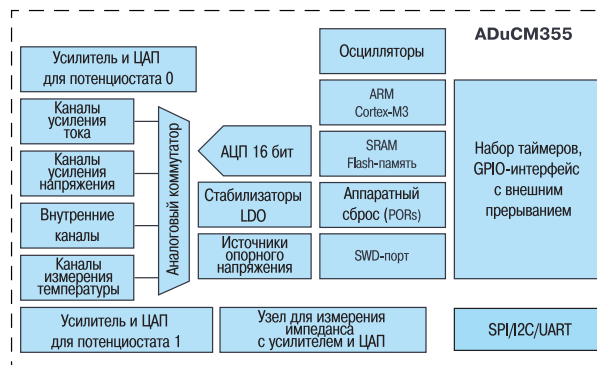 ADuCM355
Усилитель и ЦАП
для потенциостата 0
Каналы
усиления
тока
Каналы
усиления
напряжения
Внутренние
каналы
Каналы
измерения
температуры
Аналоговый коммутатор
АЦП 16 бит
Стабилизаторы
LDO
Источники
опорного
напряжения
Осцилляторы
ARM
Cortex-M3
SRAM
Flash-память
Аппаратный
сброс (PORs)
SWD-порт
Набор таймеров,
GPIO-интерфейс
с внешним
прерыванием
Усилитель и ЦАП
для потенциостата 1
Узел для измерения
импеданса
с усилителем и ЦАП
SPI/I2C/UART